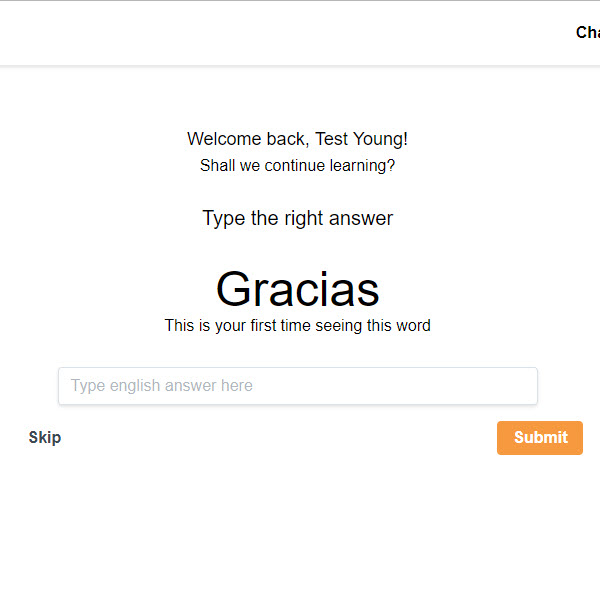 Welcome back, Test Young!
Shall we continue learning?
Type the right answer
Gracias
This is your first time seeing this word
Type english answer here
Skip
Submit